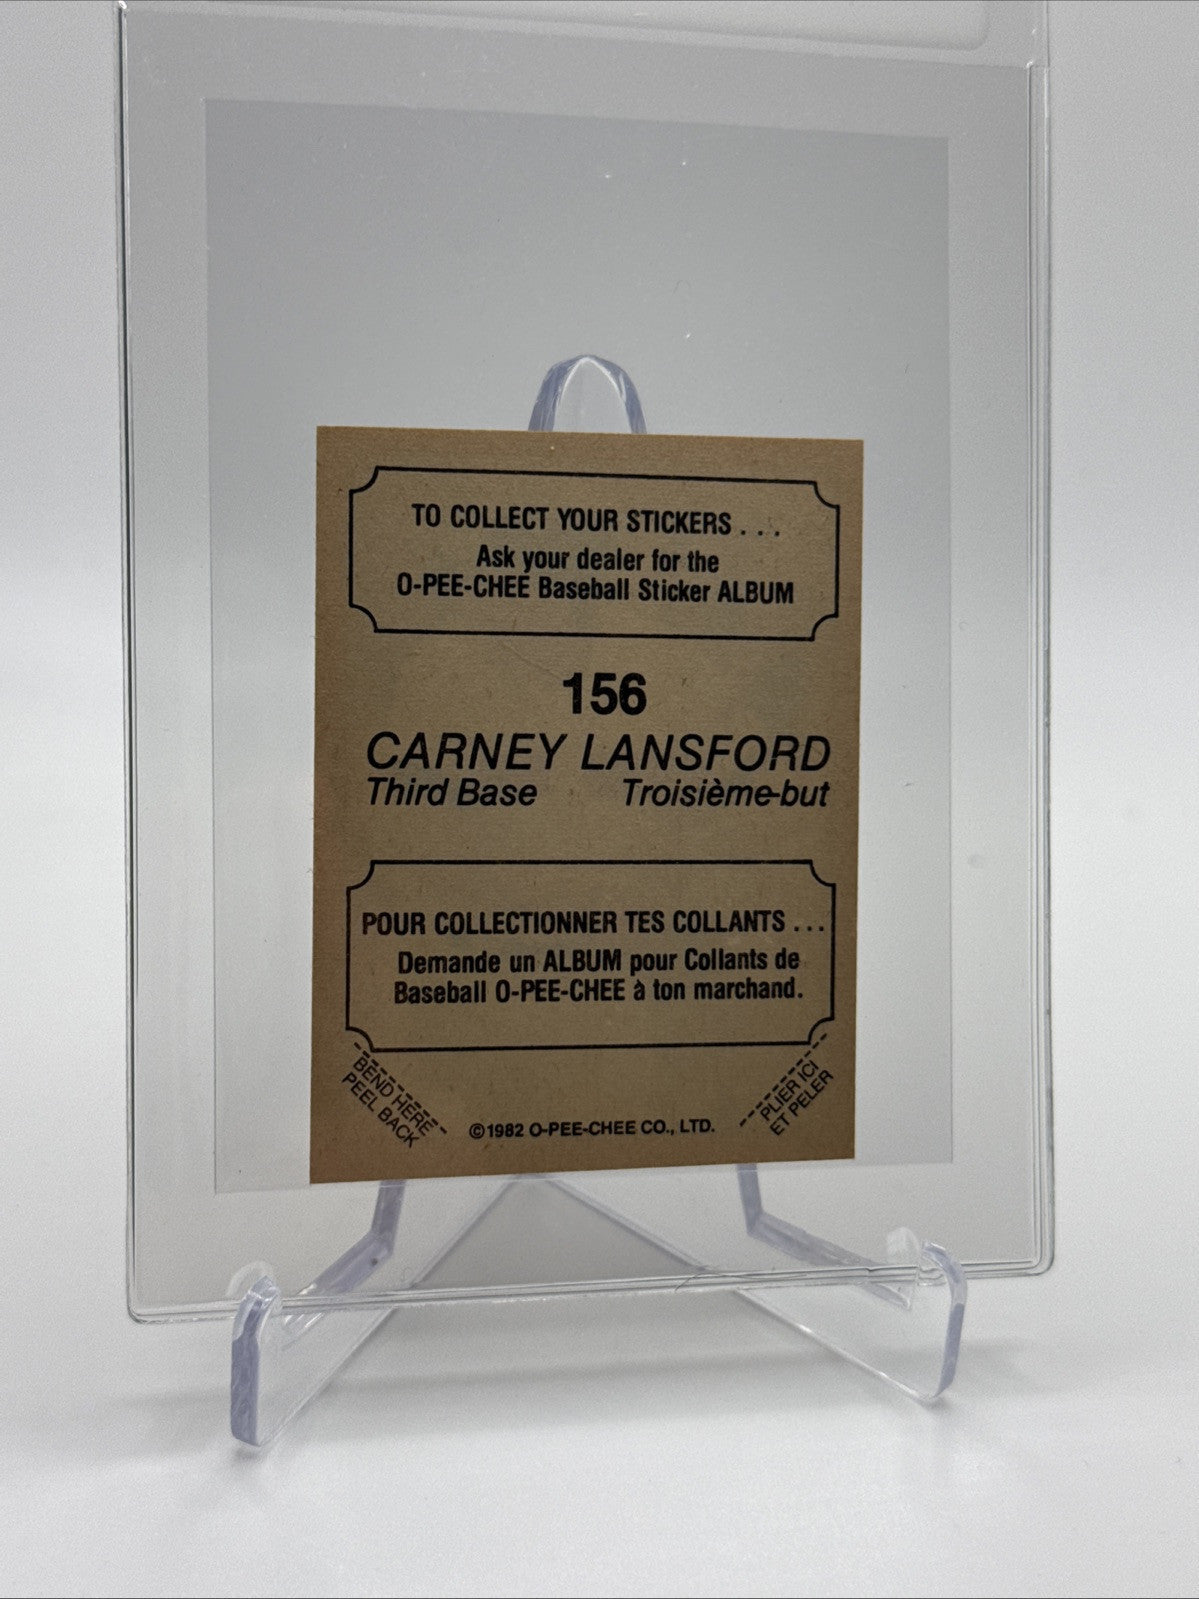 TO COLLECT YOUR STICKERS . . .
Ask your dealer for the
O-PEE-CHEE Baseball Sticker ALBUM
156
CARNEY LANSFORD
Third Base Troisième-but
POUR COLLECTIONNER TES COLLANTS . . .
Demande un ALBUM pour Collants de
Baseball O-PEE-CHEE à ton marchand.
BEND HERE
PEEL BACK
©1982 O-PEE-CHEE CO., LTD.
PLIER ICI
ET PELER